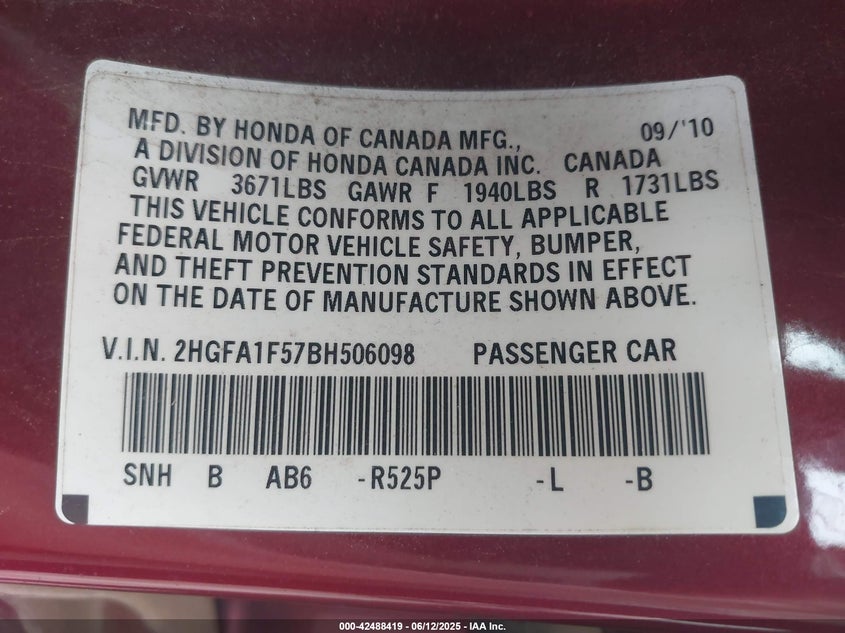 MFD. BY HONDA OF CANADA MFG., 09/'10
A DIVISION OF HONDA CANADA INC. CANADA
GVWR 3671LBS GAWR F 1940LBS R 1731LBS
THIS VEHICLE CONFORMS TO ALL APPLICABLE
FEDERAL MOTOR VEHICLE SAFETY, BUMPER,
AND THEFT PREVENTION STANDARDS IN EFFECT
ON THE DATE OF MANUFACTURE SHOWN ABOVE.
V.I.N. 2HGFA1F57BH506098 PASSENGER CAR
SNH B AB6 -R525P -L -B
000-42488419 - 06/12/2025 - IAA Inc.